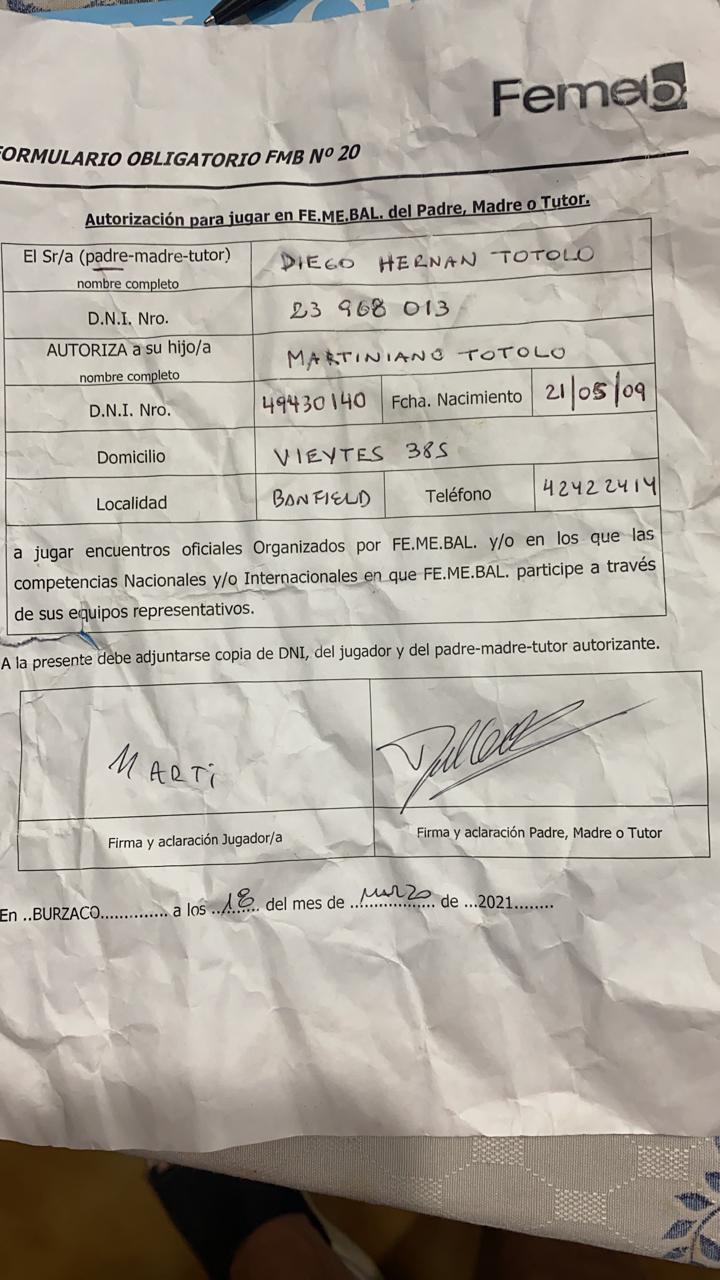 Femeb
FORMULARIO OBLIGATORIO FMB Nº 20
Autorización para jugar en FE.ME.BAL. del Padre, Madre o Tutor.
El Sr/a (padre-madre-tutor) nombre completo DIEGO HERNAN TOTOLO
D.N.I. Nro. 23 968 013
AUTORIZA a su hijo/a nombre completo MARTINIANO TOTOLO
D.N.I. Nro. 49430140 Fcha. Nacimiento 21/05/09
Domicilio VIEYTES 385
Localidad BANFIELD Teléfono 42422414
a jugar encuentros oficiales Organizados por FE.ME.BAL. y/o en los que las
competencias Nacionales y/o Internacionales en que FE.ME.BAL. participe a través
de sus equipos representativos.
A la presente debe adjuntarse copia de DNI, del jugador y del padre-madre-tutor autorizante.
MARTi
Firma y aclaración Jugador/a Firma y aclaración Padre, Madre o Tutor
En ..BURZACO.............. a los ..18.. del mes de ..marzo.. de ...2021........